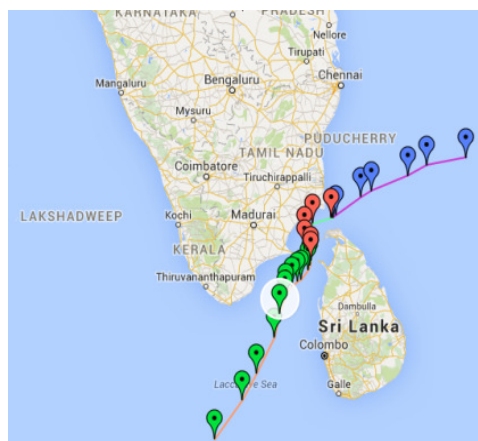 KARNATAKA
PRADESH
Nellore
Tirupati
Mangaluru
Bengaluru
Chennai
Mysuru
PUDUCHERRY
Coimbatore
TAMIL NADU
Tiruchirappalli
LAKSHADWEEP
Kochi
Madurai
KERALA
Thiruvananthapuram
Dambulla
Sri Lanka
Colombo
Sea
Galle